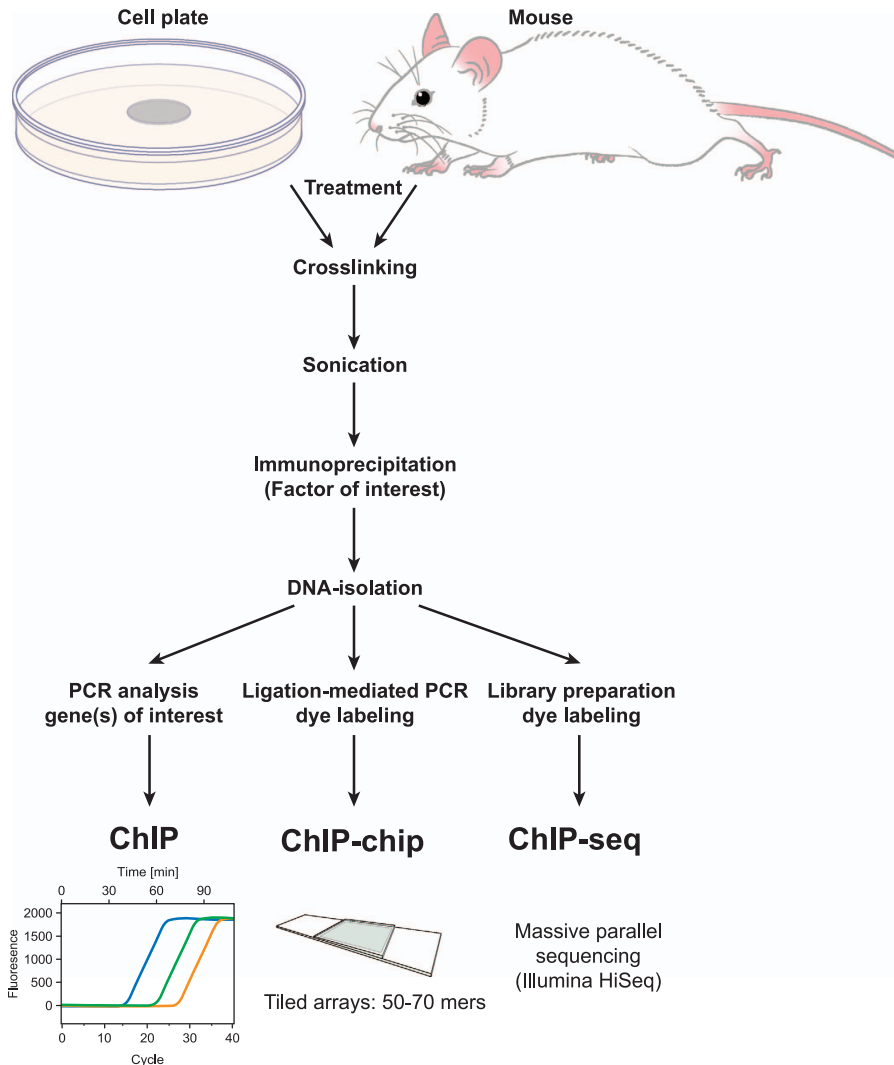 Cell plate
Mouse
Treatment
Crosslinking
Sonication
Immunoprecipitation
(Factor of interest)
DNA-isolation
PCR analysis
gene(s) of interest
Ligation-mediated PCR
dye labeling
Library preparation
dye labeling
ChIP
ChIP-chip
ChIP-seq
Time [min]
0 30 60 90
2000
1500
1000
500
0
Fluoresence
0 10 20 30 40
Cycle
Tiled arrays: 50-70 mers
Massive parallel
sequencing
(Illumina HiSeq)